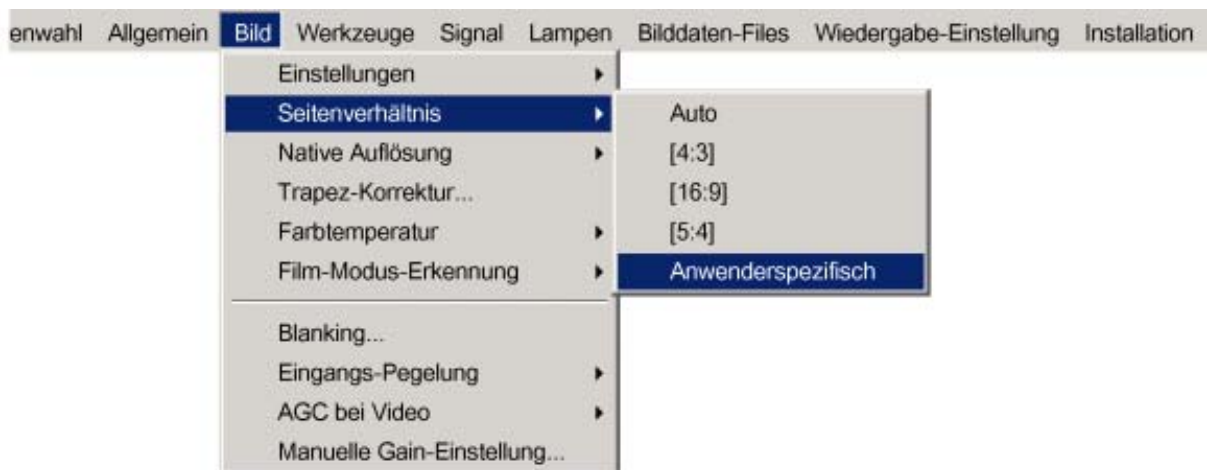 enwahl Allgemein Bild Werkzeuge Signal Lampen Bilddaten-Files Wiedergabe-Einstellung Installation
Einstellungen
Seitenverhältnis
Native Auflösung
Trapez-Korrektur...
Farbtemperatur
Film-Modus-Erkennung
Blanking...
Eingangs-Pegelung
AGC bei Video
Manuelle Gain-Einstellung...
Auto
[4:3]
[16:9]
[5:4]
Anwenderspezifisch